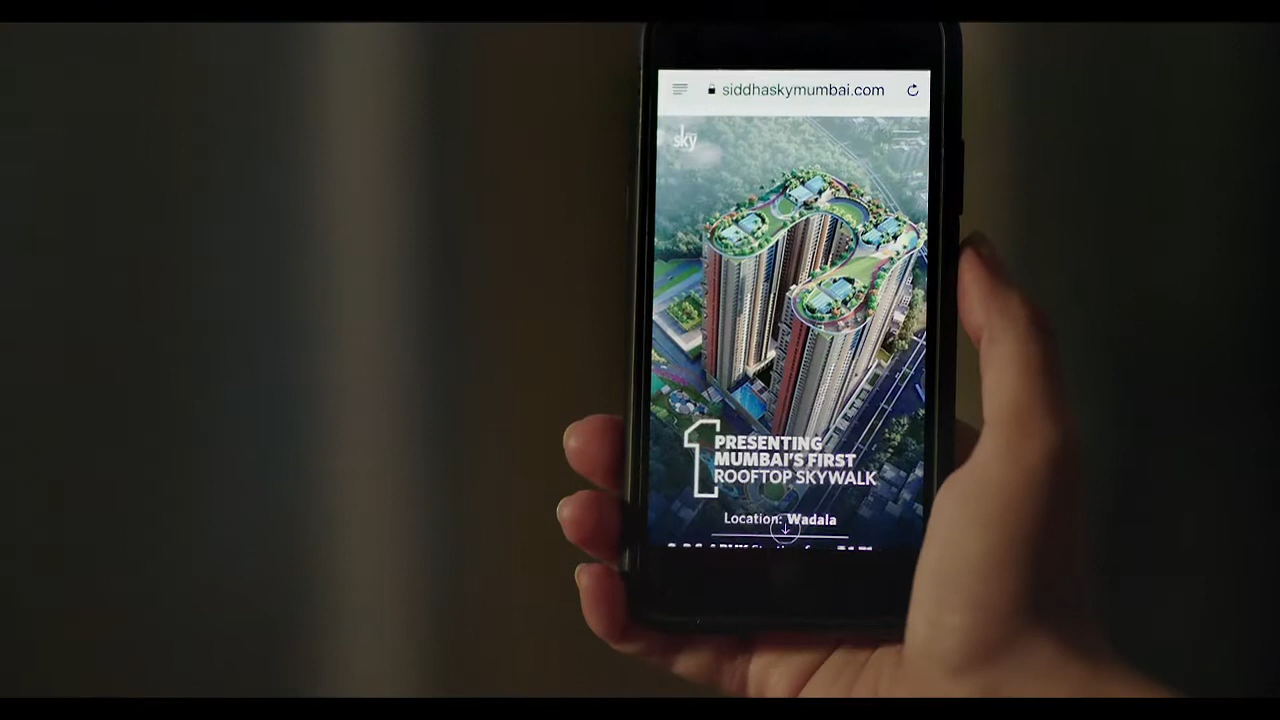 siddhaskymumbai.com
sky
1 PRESENTING
MUMBAI'S FIRST
ROOFTOP SKYWALK
Location: Wadala